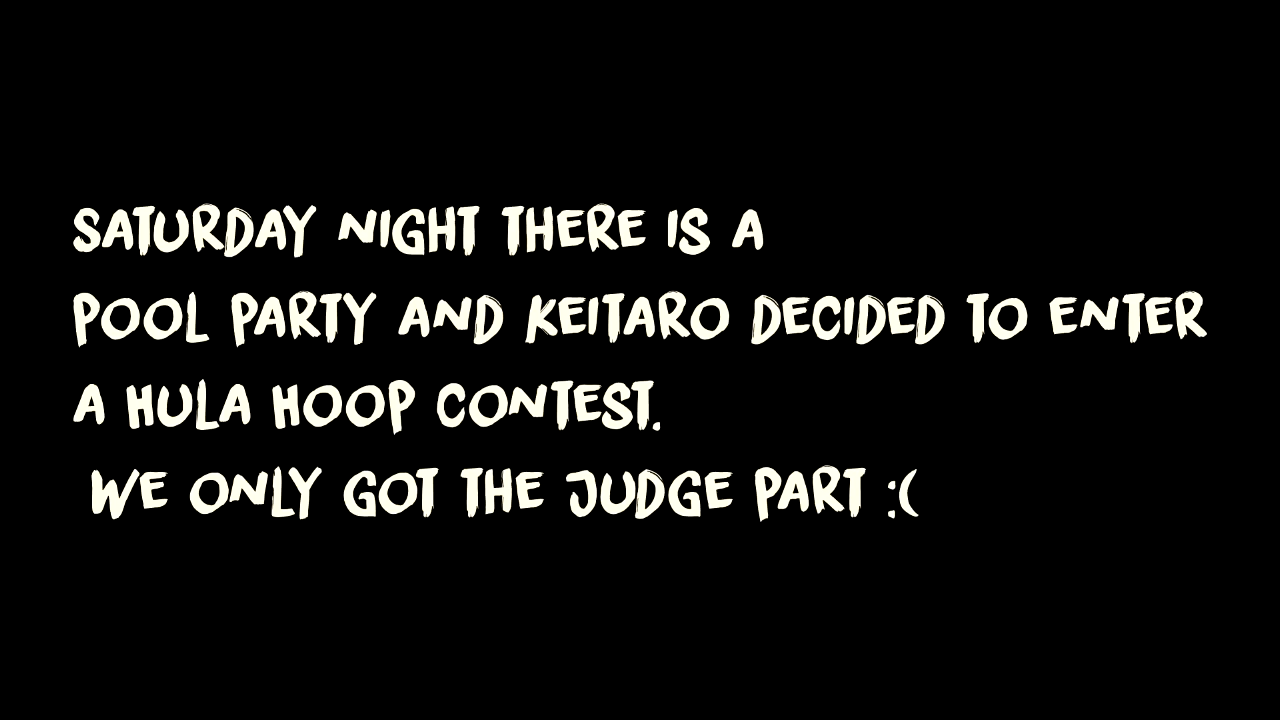 SATURDAY NIGHT THERE IS A
POOL PARTY AND KEITARO DECIDED TO ENTER
A HULA HOOP CONTEST.
WE ONLY GOT THE JUDGE PART :(